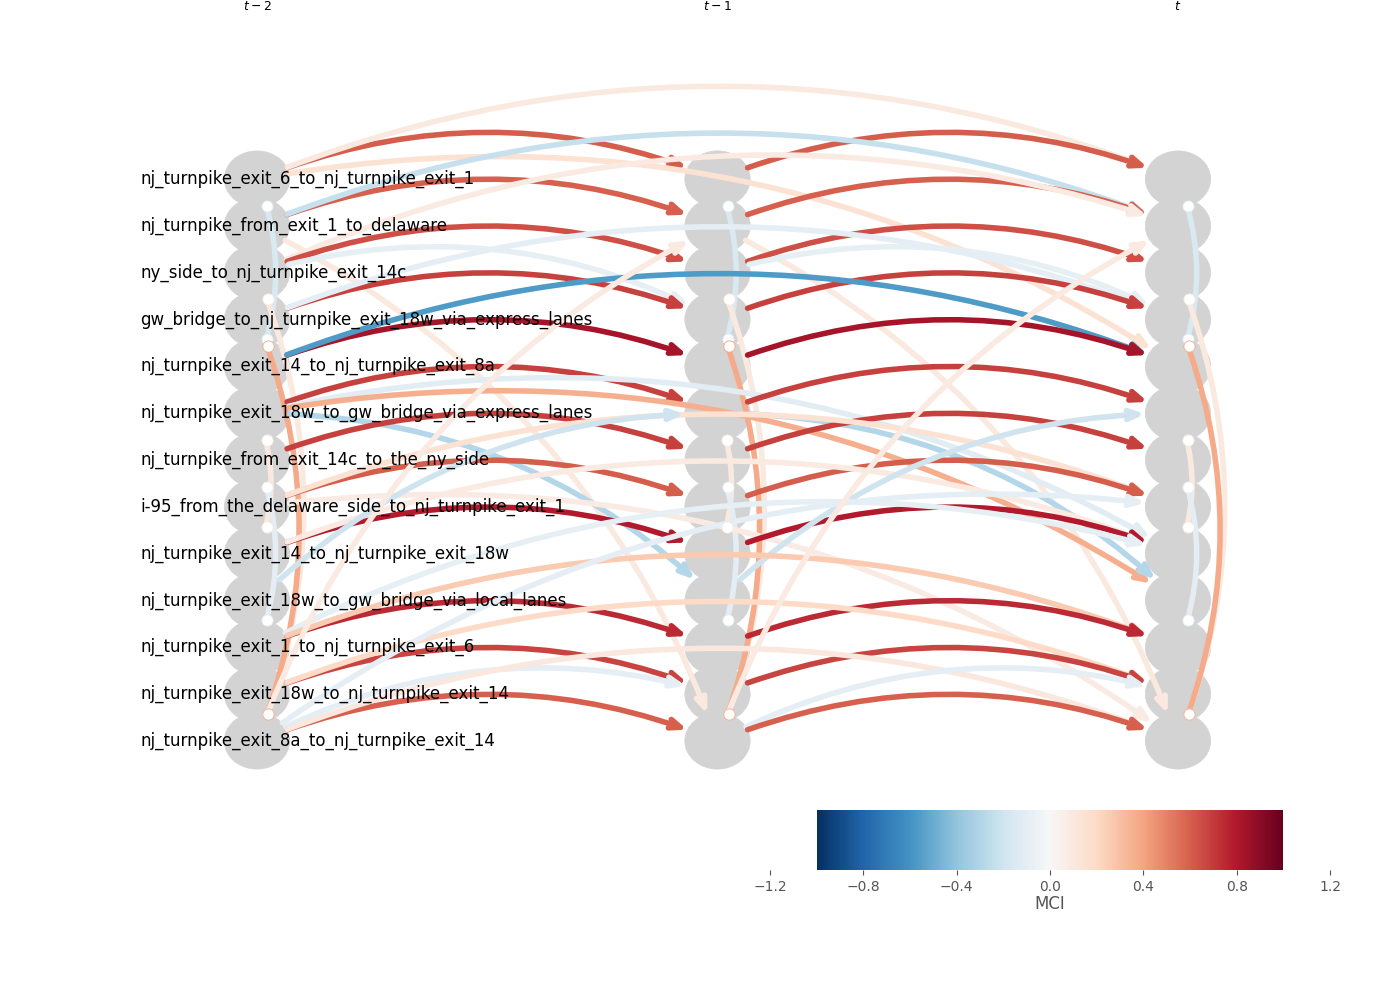 t − 2 t − 1 t
nj_turnpike_exit_6_to_nj_turnpike_exit_1
nj_turnpike_from_exit_1_to_delaware
ny_side_to_nj_turnpike_exit_14c
gw_bridge_to_nj_turnpike_exit_18w_via_express_lanes
nj_turnpike_exit_14_to_nj_turnpike_exit_8a
nj_turnpike_exit_18w_to_gw_bridge_via_express_lanes
nj_turnpike_from_exit_14c_to_the_ny_side
i-95_from_the_delaware_side_to_nj_turnpike_exit_1
nj_turnpike_exit_14_to_nj_turnpike_exit_18w
nj_turnpike_exit_18w_to_gw_bridge_via_local_lanes
nj_turnpike_exit_1_to_nj_turnpike_exit_6
nj_turnpike_exit_18w_to_nj_turnpike_exit_14
nj_turnpike_exit_8a_to_nj_turnpike_exit_14
−1.2 −0.8 −0.4 0.0 0.4 0.8 1.2
MCI